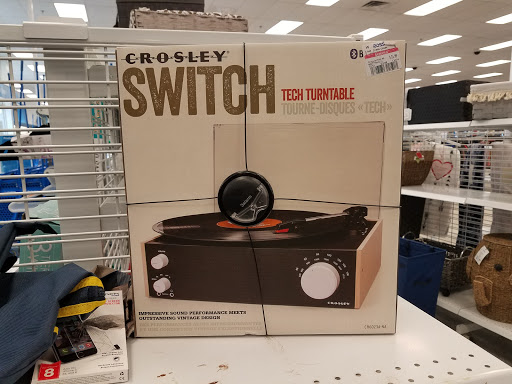 CROSLEY
SWITCH
TECH TURNTABLE
TOURNE-DISQUES «TECH»
B
CROSLEY
IMPRESSIVE SOUND PERFORMANCE MEETS
OUTSTANDING VINTAGE DESIGN
8